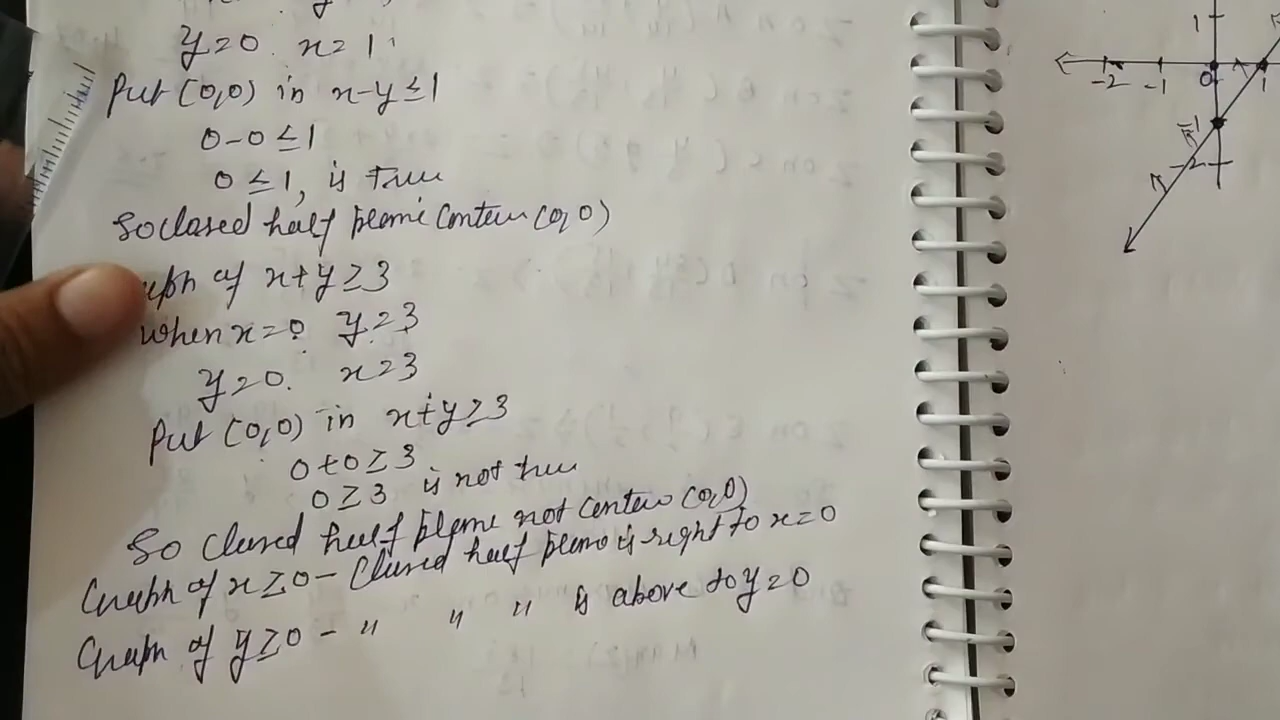 y=0. x=1
Put (0,0) in x-y≤1
0-0≤1
0≤1, is True
So closed half plane contain (0,0)
Graph of x+y≥3
when x=0. y=3
y=0. x=3
Put (0,0) in x+y≥3
0+0≥3
0≥3 is not true
So closed half plane not contain (0,0)
Graph of x≥0 - Closed half plane is right to x=0
Graph of y≥0 - " " " is above to y=0
1
-2 -1 0 1
-1
-2